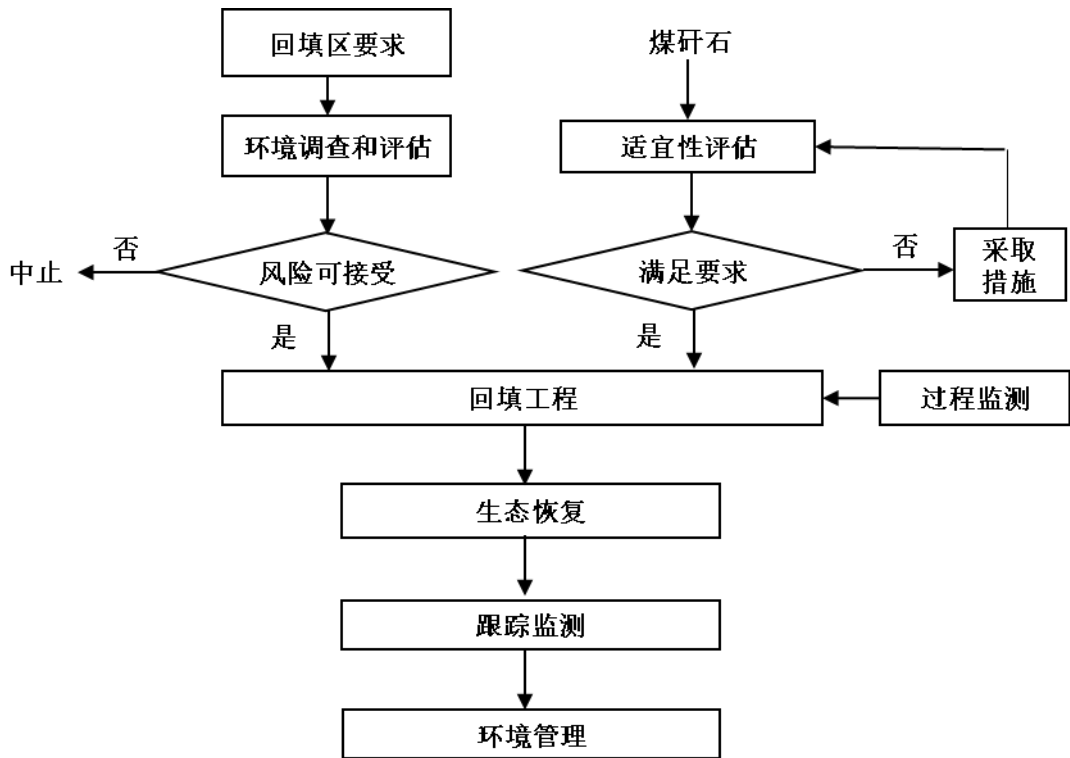 回填区要求
煤矸石
环境调查和评估
适宜性评估
否
风险可接受
中止
满足要求
否
采取
措施
是
是
回填工程
过程监测
生态恢复
跟踪监测
环境管理